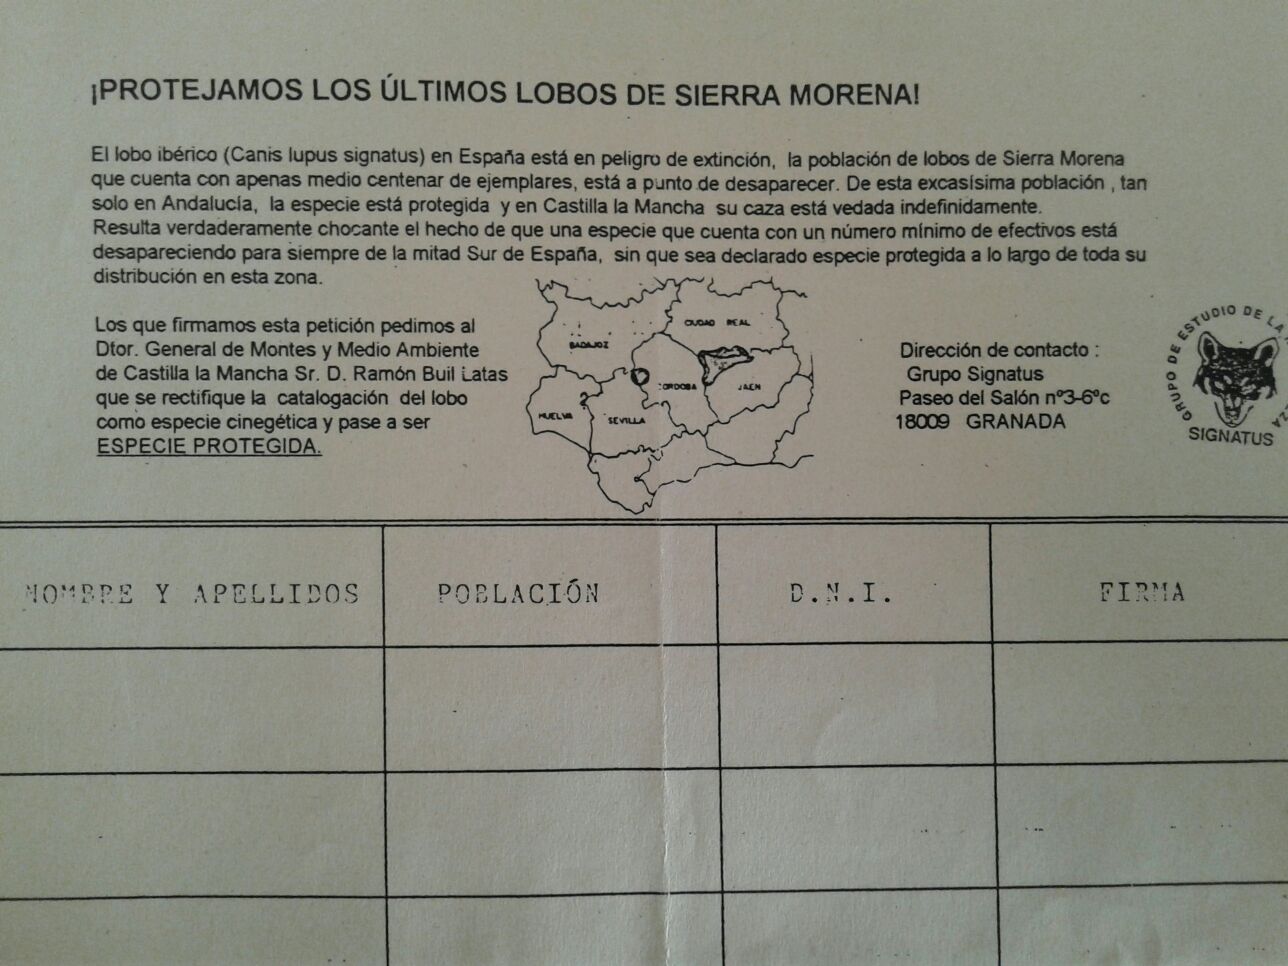 ¡PROTEJAMOS LOS ÚLTIMOS LOBOS DE SIERRA MORENA!
El lobo ibérico (Canis lupus signatus) en España está en peligro de extinción, la población de lobos de Sierra Morena
que cuenta con apenas medio centenar de ejemplares, está a punto de desaparecer. De esta excasísima población , tan
solo en Andalucía, la especie está protegida y en Castilla la Mancha su caza está vedada indefinidamente.
Resulta verdaderamente chocante el hecho de que una especie que cuenta con un número mínimo de efectivos está
desapareciendo para siempre de la mitad Sur de España, sin que sea declarado especie protegida a lo largo de toda su
distribución en esta zona.
Los que firmamos esta petición pedimos al
Dtor. General de Montes y Medio Ambiente
de Castilla la Mancha Sr. D. Ramón Buil Latas
que se rectifique la catalogación del lobo
como especie cinegética y pase a ser
ESPECIE PROTEGIDA.
CIUDAD REAL
BADAJOZ
CORDOBA
JAEN
HUELVA
?
SEVILLA
Dirección de contacto :
Grupo Signatus
Paseo del Salón nº3-6ºc
18009 GRANADA
GRUPO DE ESTUDIO DE LA
SIGNATUS
NOMBRE Y APELLIDOS
POBLACIÓN
D.N.I.
FIRMA